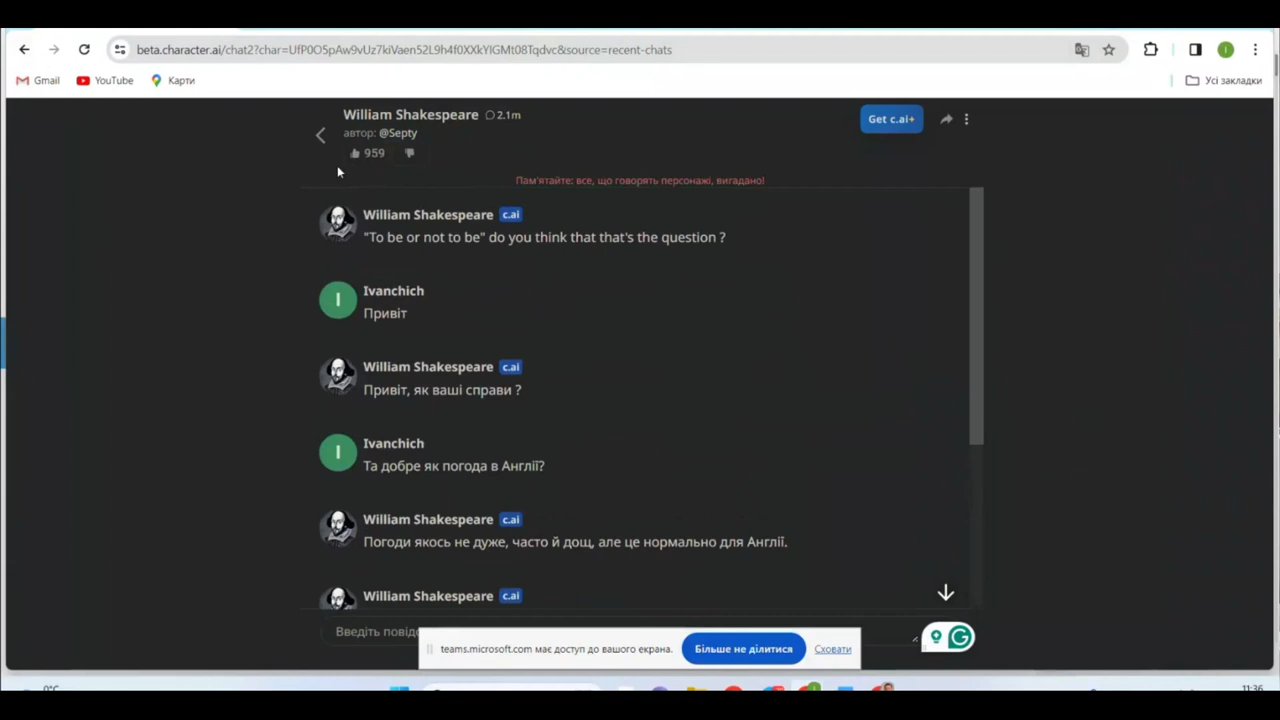 beta.character.ai/chat2?char=UfP0O5pAw9vUz7kiVaen52L9h4f0XXkYIGMt08Tqdvc&source=recent-chats
I
Gmail
YouTube
Карти
Усі закладки
William Shakespeare 2.1m
автор: @Septy
959
Get c.ai+
Пам'ятайте: все, що говорять персонажі, вигадано!
William Shakespeare c.ai
"To be or not to be" do you think that that's the question ?
I
Ivanchich
Привіт
William Shakespeare c.ai
Привіт, як ваші справи ?
I
Ivanchich
Та добре як погода в Англії?
William Shakespeare c.ai
Погоди якось не дуже, часто й дощ, але це нормально для Англії.
William Shakespeare c.ai
Введіть
teams.microsoft.com має доступ до вашого екрана.
Більше не ділитися
Сховати
0°C
11:36